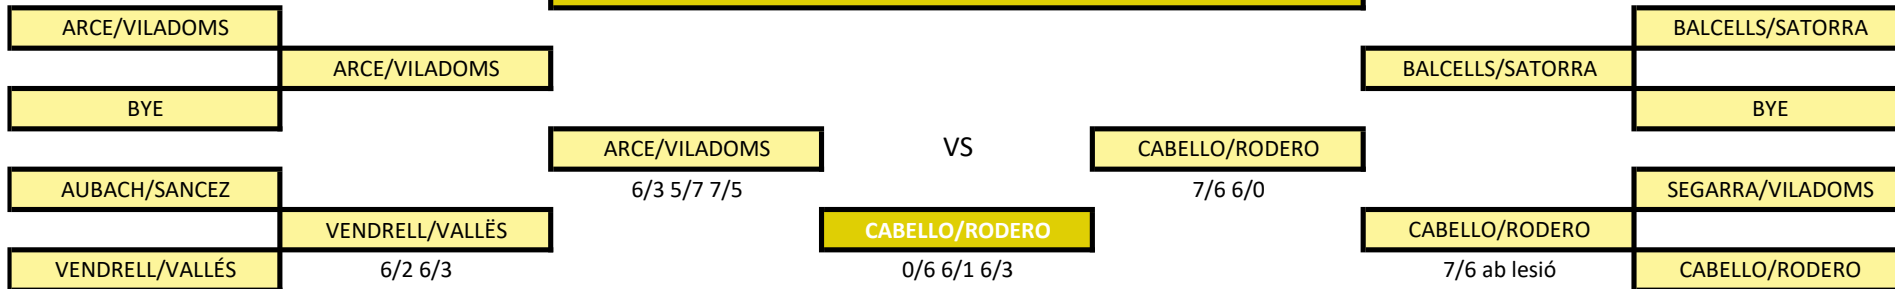 ARCE/VILADOMS BALCELLS/SATORRA
ARCE/VILADOMS BALCELLS/SATORRA
BYE BYE
ARCE/VILADOMS VS CABELLO/RODERO
AUBACH/SANCEZ 6/3 5/7 7/5 7/6 6/0 SEGARRA/VILADOMS
VENDRELL/VALLËS CABELLO/RODERO CABELLO/RODERO
VENDRELL/VALLÉS 6/2 6/3 0/6 6/1 6/3 7/6 ab lesió CABELLO/RODERO